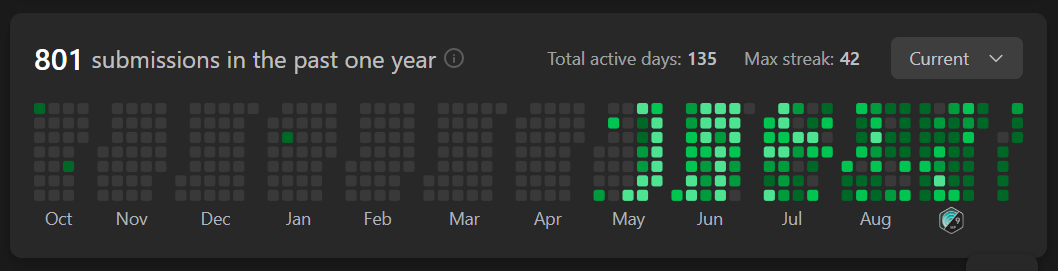 801 submissions in the past one year
Total active days: 135
Max streak: 42
Current
Oct Nov Dec Jan Feb Mar Apr May Jun Jul Aug
9